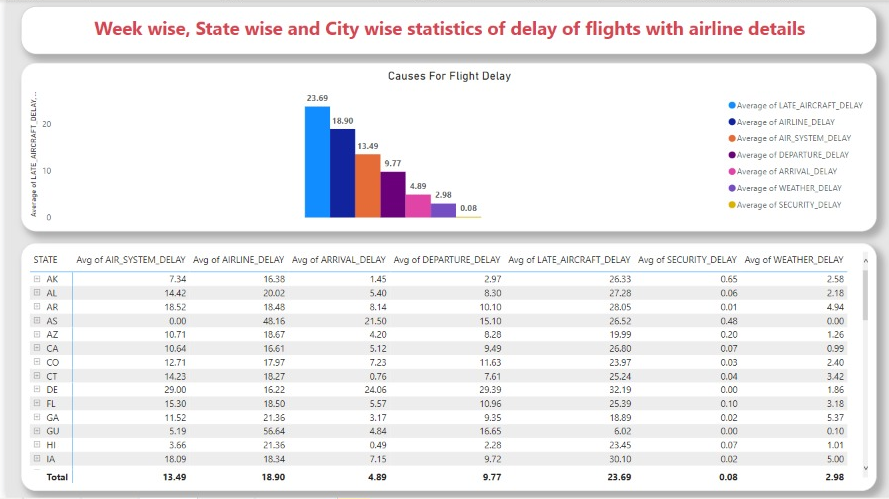 Week wise, State wise and City wise statistics of delay of flights with airline details
Causes For Flight Delay
Average of LATE_AIRCRAFT_DELAY,...
20
10
0
23.69
18.90
13.49
9.77
4.89
2.98
0.08
Average of LATE_AIRCRAFT_DELAY
Average of AIRLINE_DELAY
Average of AIR_SYSTEM_DELAY
Average of DEPARTURE_DELAY
Average of ARRIVAL_DELAY
Average of WEATHER_DELAY
Average of SECURITY_DELAY
STATE Avg of AIR_SYSTEM_DELAY Avg of AIRLINE_DELAY Avg of ARRIVAL_DELAY Avg of DEPARTURE_DELAY Avg of LATE_AIRCRAFT_DELAY Avg of SECURITY_DELAY Avg of WEATHER_DELAY
AK 7.34 16.38 1.45 2.97 26.33 0.65 2.58
AL 14.42 20.02 5.40 8.30 27.28 0.06 2.18
AR 18.52 18.48 8.14 10.10 28.05 0.01 4.94
AS 0.00 48.16 21.50 15.10 26.52 0.48 0.00
AZ 10.71 18.67 4.20 8.28 19.99 0.20 1.26
CA 10.64 16.61 5.12 9.49 26.80 0.07 0.99
CO 12.71 17.97 7.23 11.63 23.97 0.03 2.40
CT 14.23 18.27 0.76 7.61 25.24 0.04 3.42
DE 29.00 16.22 24.06 29.39 32.19 0.00 1.86
FL 15.30 18.50 5.57 10.96 25.39 0.10 3.18
GA 11.52 21.36 3.17 9.35 18.89 0.02 5.37
GU 5.19 56.64 4.84 16.65 6.02 0.00 0.10
HI 3.66 21.36 0.49 2.28 23.45 0.07 1.01
IA 18.09 18.34 7.15 9.72 30.10 0.02 5.00
Total 13.49 18.90 4.89 9.77 23.69 0.08 2.98